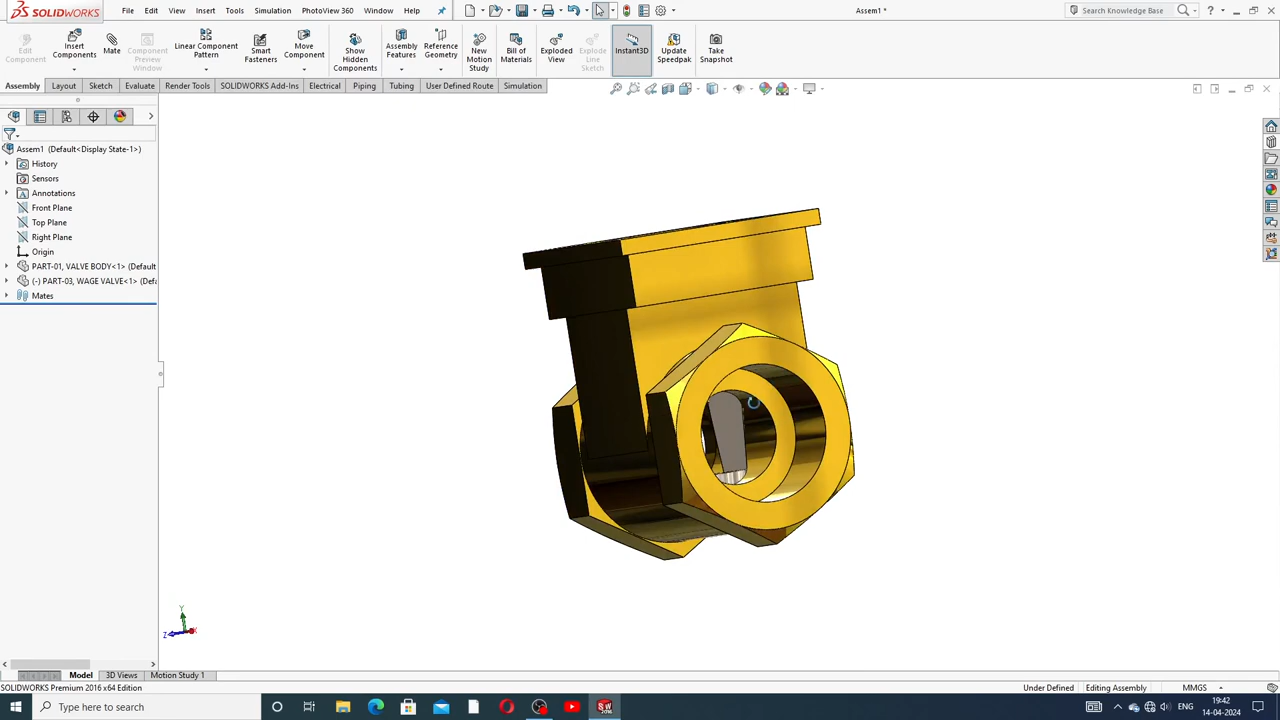 SOLIDWORKS File Edit View Insert Tools Simulation PhotoView 360 Window Help Assem1 * Search Knowledge Base
Edit Component Insert Components Mate Component Preview Window Linear Component Pattern Smart Fasteners Move Component Show Hidden Components Assembly Features Reference Geometry New Motion Study Bill of Materials Exploded View Explode Line Sketch Instant3D Update Speedpak Take Snapshot
Assembly Layout Sketch Evaluate Render Tools SOLIDWORKS Add-Ins Electrical Piping Tubing User Defined Route Simulation
Assem1 (Default<Display State-1>)
History
Sensors
Annotations
Front Plane
Top Plane
Right Plane
Origin
PART-01, VALVE BODY<1> (Default
(-) PART-03, WAGE VALVE<1> (Defa
Mates
Y
Z X
Model 3D Views Motion Study 1
SOLIDWORKS Premium 2016 x64 Edition Under Defined Editing Assembly MMGS
Type here to search ENG 19:42
14-04-2024